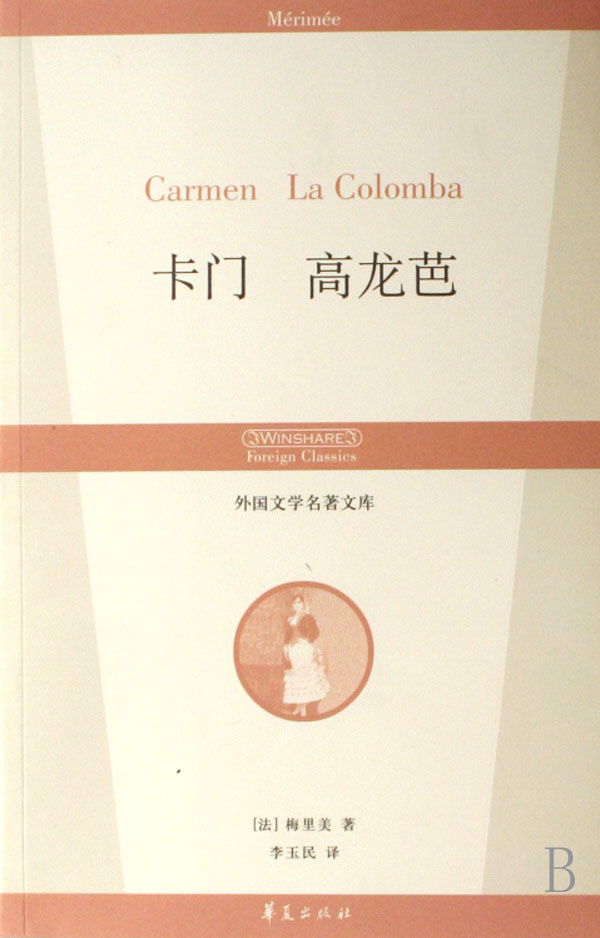 Mérimée
Carmen La Colomba
卡门 高龙芭
WINSHARE
Foreign Classics
外国文学名著文库
[法] 梅里美 著
李玉民 译
B
华夏出版社